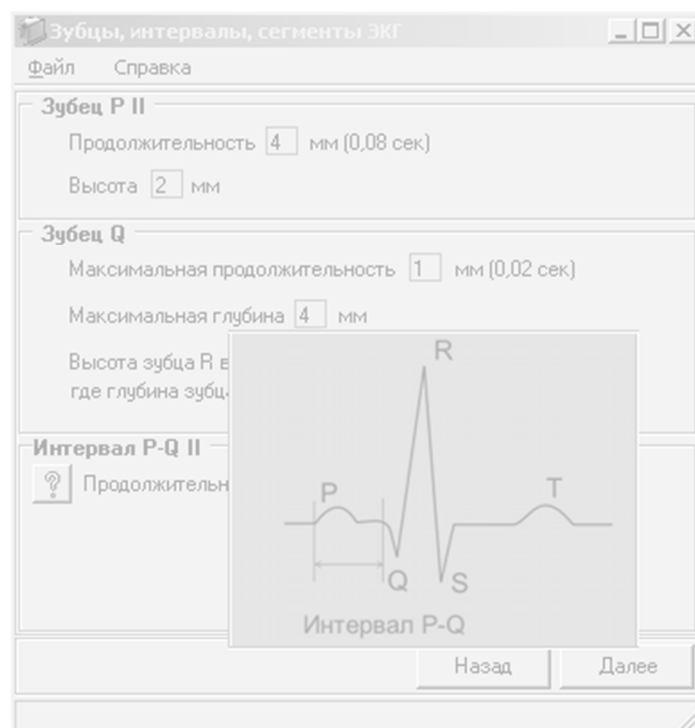 Зубцы, интервалы, сегменты ЭКГ
Файл Справка
Зубец P II
Продолжительность 4 мм (0,08 сек)
Высота 2 мм
Зубец Q
Максимальная продолжительность 1 мм (0,02 сек)
Максимальная глубина 4 мм
Высота зубца R в
где глубина зубц
Интервал P-Q II
? Продолжительн
R
P
T
Q
S
Интервал P-Q
Назад Далее